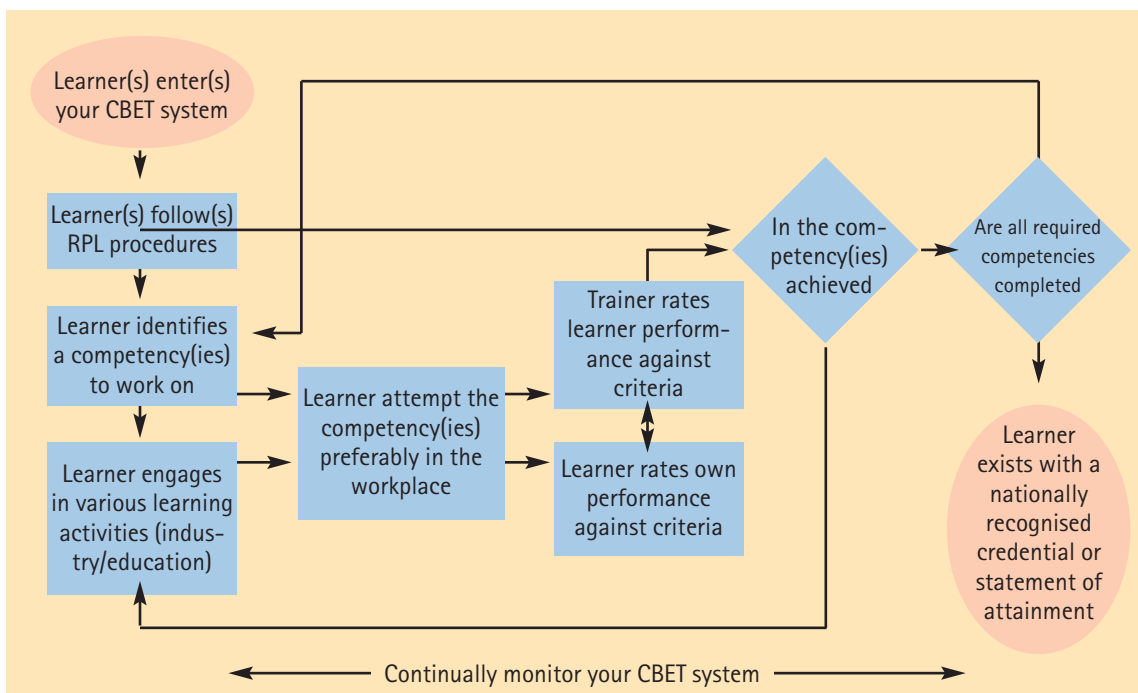 Learner(s) enter(s)
your CBET system
Learner(s) follow(s)
RPL procedures
Learner identifies
a competency(ies)
to work on
Learner engages
in various learning
activities (indus-
try/education)
Learner attempt the
competency(ies)
preferably in the
workplace
Trainer rates
learner perform-
ance against
criteria
Learner rates own
performance
against criteria
In the com-
petency(ies)
achieved
Are all required
competencies
completed
Learner
exists with a
nationally
recognised
credential or
statement of
attainment
Continually monitor your CBET system